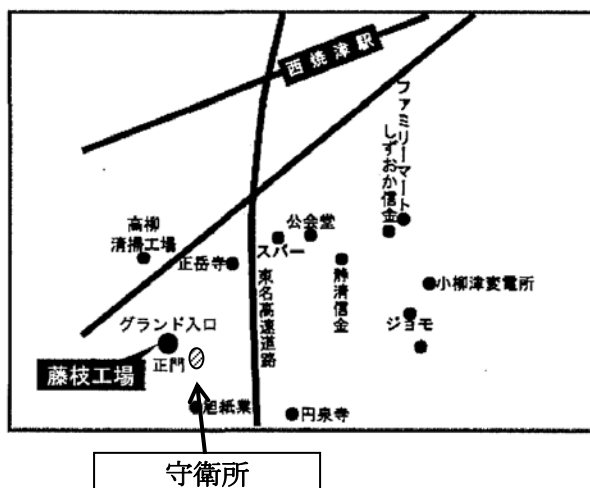 西焼津駅
ファミリーマート
しずおか信金
高柳
清掃工場
公会堂
スパー
正岳寺
東名高速道路
静清信金
小柳津変電所
ジョモ
グランド入口
藤枝工場
正門
旭紙業
円泉寺
守衛所